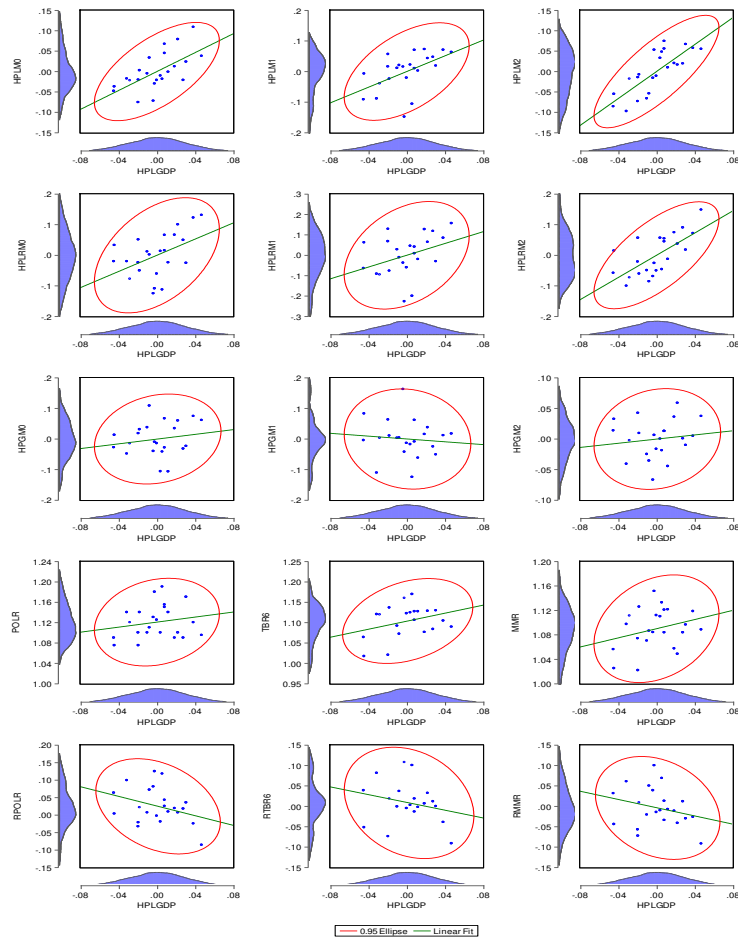 .15
.10
.05
.00
-.05
-.10
-.15
HPLM0
-.08 -.04 .00 .04 .08
HPLGDP
.2
.1
.0
-.1
-.2
HPLM1
-.08 -.04 .00 .04 .08
HPLGDP
.15
.10
.05
.00
-.05
-.10
-.15
HPLM2
-.08 -.04 .00 .04 .08
HPLGDP
.2
.1
.0
-.1
-.2
HPLRM0
-.08 -.04 .00 .04 .08
HPLGDP
.3
.2
.1
.0
-.1
-.2
-.3
HPLRM1
-.08 -.04 .00 .04 .08
HPLGDP
.2
.1
.0
-.1
-.2
HPLRM2
-.08 -.04 .00 .04 .08
HPLGDP
.2
.1
.0
-.1
-.2
HPGM0
-.08 -.04 .00 .04 .08
HPLGDP
.2
.1
.0
-.1
-.2
HPGM1
-.08 -.04 .00 .04 .08
HPLGDP
.10
.05
.00
-.05
-.10
HPGM2
-.08 -.04 .00 .04 .08
HPLGDP
1.24
1.20
1.16
1.12
1.08
1.04
1.00
POLR
-.08 -.04 .00 .04 .08
HPLGDP
1.25
1.20
1.15
1.10
1.05
1.00
0.95
TBR6
-.08 -.04 .00 .04 .08
HPLGDP
1.20
1.16
1.12
1.08
1.04
1.00
MMR
-.08 -.04 .00 .04 .08
HPLGDP
.20
.15
.10
.05
.00
-.05
-.10
-.15
RPOLR
-.08 -.04 .00 .04 .08
HPLGDP
.15
.10
.05
.00
-.05
-.10
-.15
RTBR6
-.08 -.04 .00 .04 .08
HPLGDP
.15
.10
.05
.00
-.05
-.10
-.15
RMMR
-.08 -.04 .00 .04 .08
HPLGDP
0.95 Ellipse Linear Fit